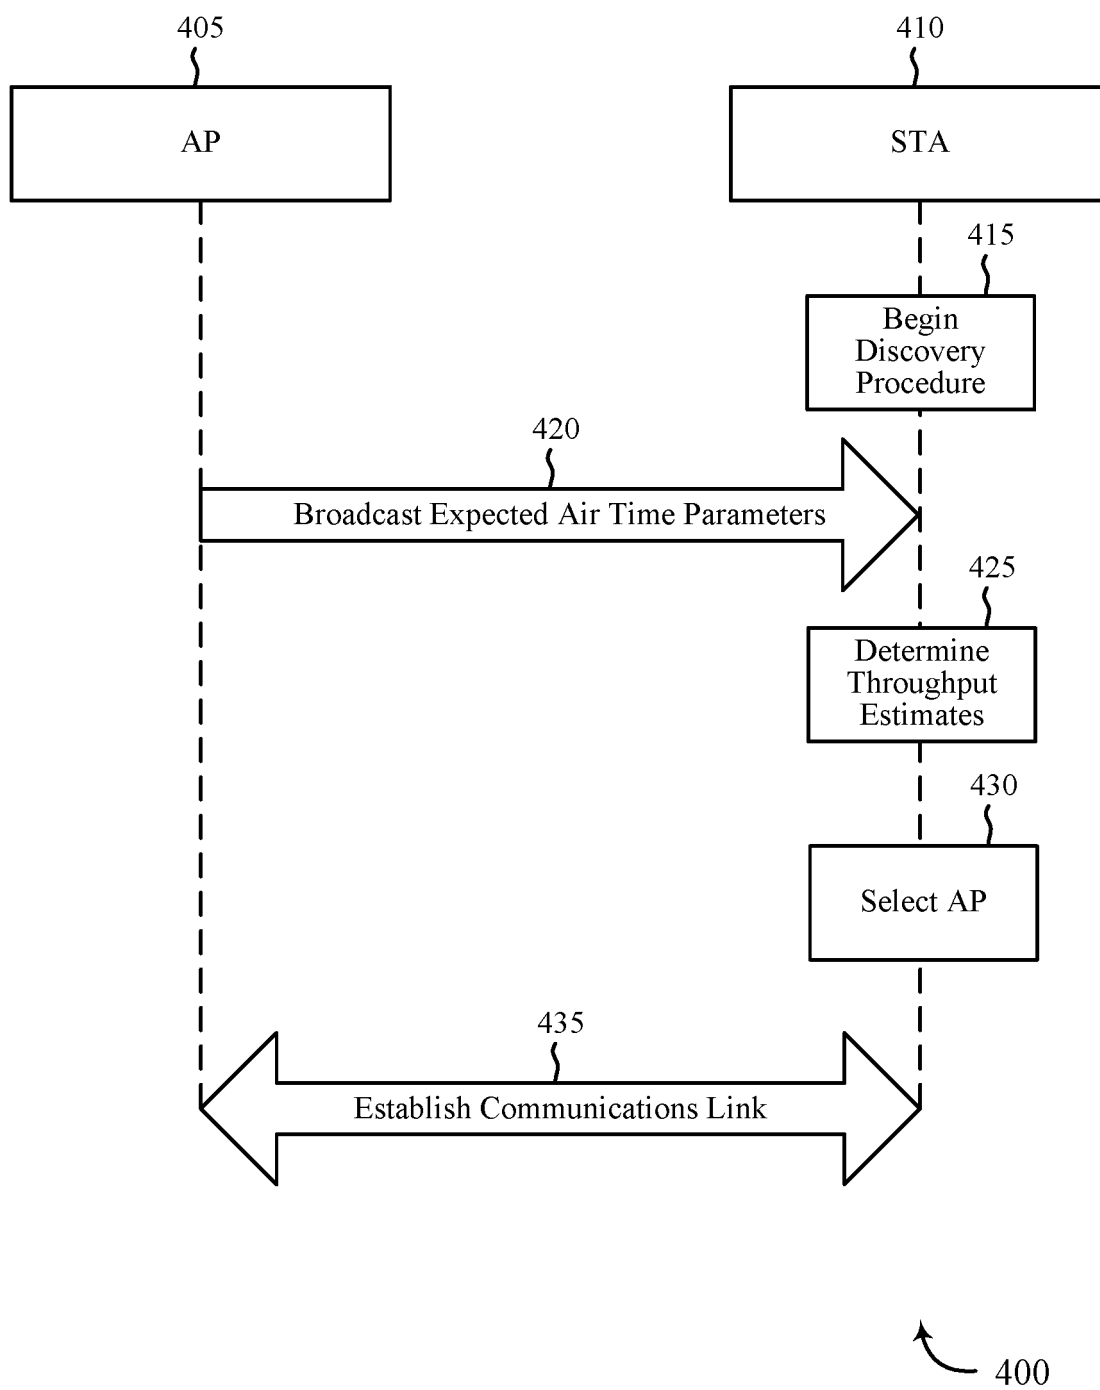 405
410
AP
STA
415
Begin
Discovery
Procedure
420
Broadcast Expected Air Time Parameters
425
Determine
Throughput
Estimates
430
Select AP
435
Establish Communications Link
400